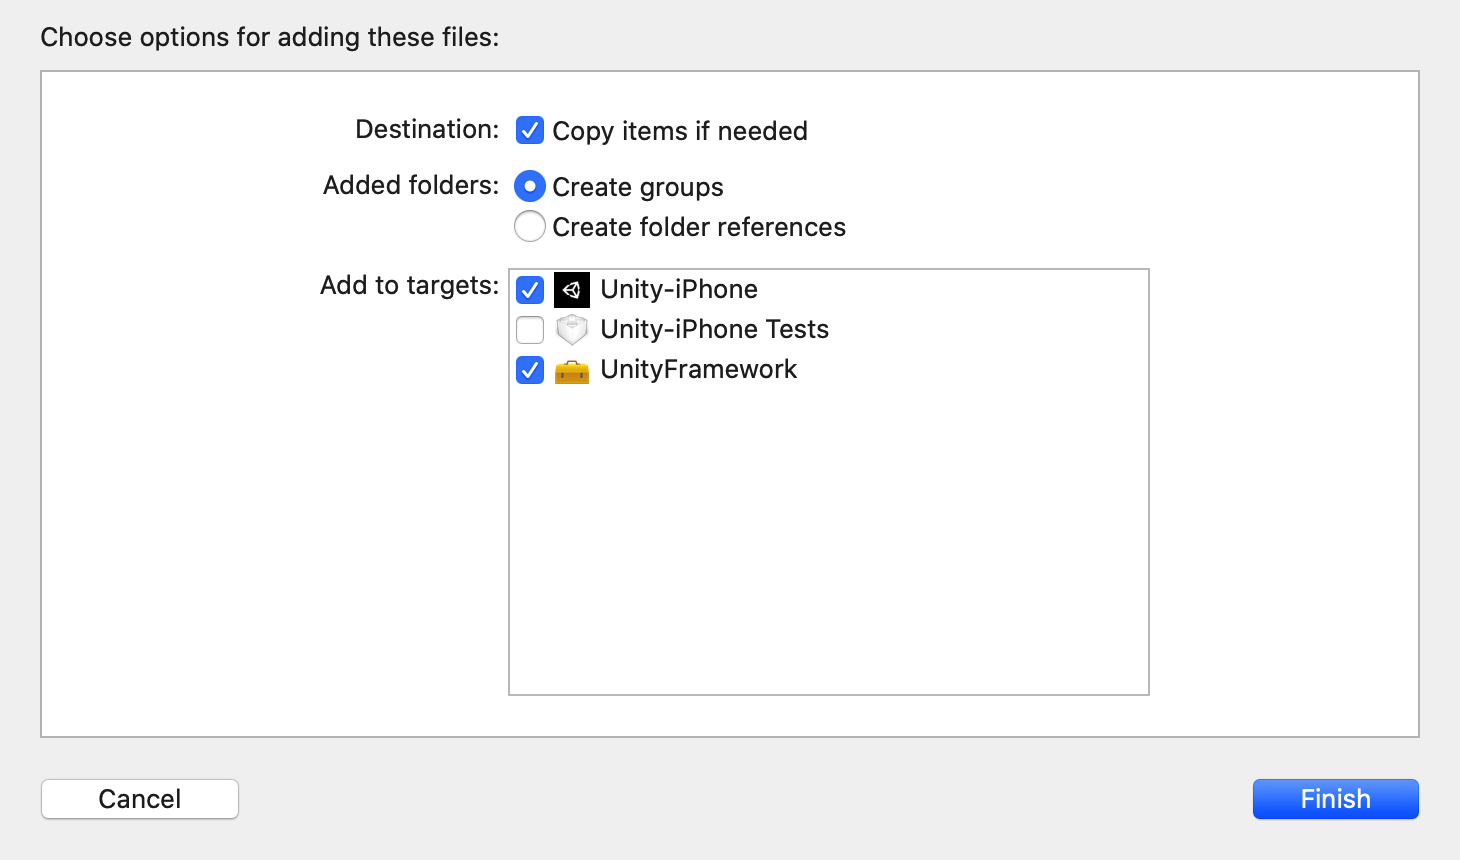 Choose options for adding these files:
Destination: Copy items if needed
Added folders: Create groups
Create folder references
Add to targets: Unity-iPhone
Unity-iPhone Tests
UnityFramework
Cancel Finish